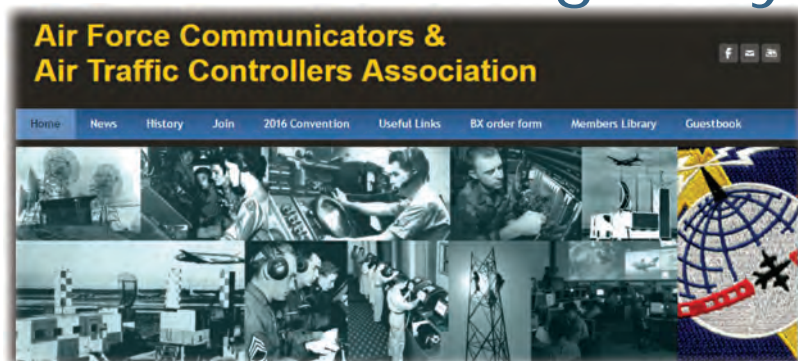 Air Force Communicators &
Air Traffic Controllers Association
Home News History Join 2016 Convention Useful Links BX order form Members Library Guestbook